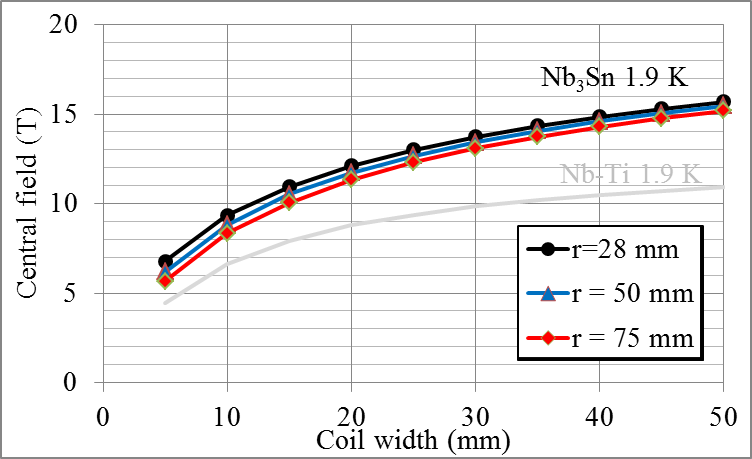 20
15
10
5
0
Central field (T)
Nb₃Sn 1.9 K
Nb-Ti 1.9 K
r=28 mm
r = 50 mm
r = 75 mm
0 10 20 30 40 50
Coil width (mm)